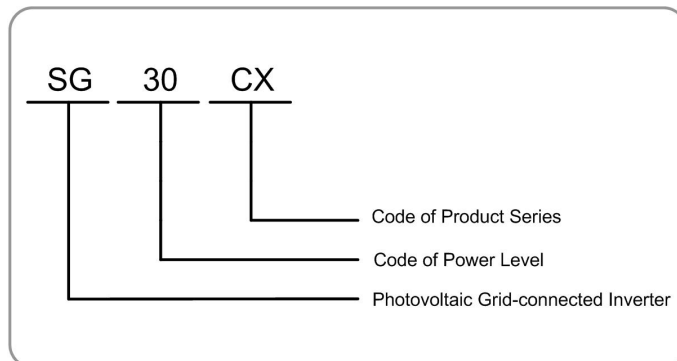 SG 30 CX
Code of Product Series
Code of Power Level
Photovoltaic Grid-connected Inverter